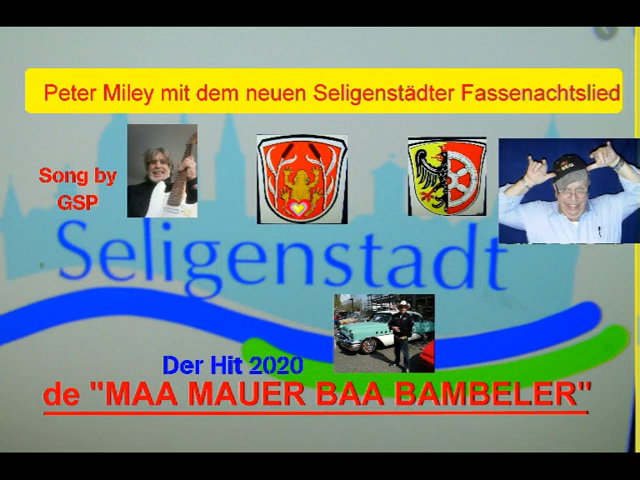 Peter Miley mit dem neuen Seligenstädter Fassenachtslied
Song by
GSP
Seligenstadt
Der Hit 2020
de "MAA MAUER BAA BAMBELER"